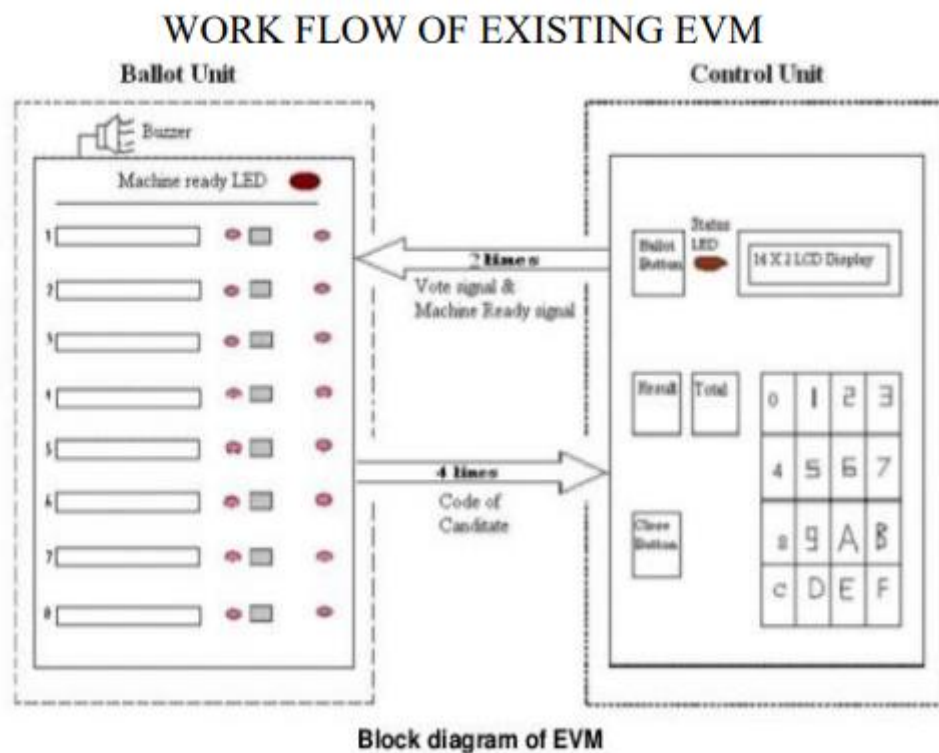 WORK FLOW OF EXISTING EVM
Ballot Unit
Control Unit
Buzzer
Machine ready LED
1
2
3
4
5
6
7
8
2 lines
Vote signal &
Machine Ready signal
4 lines
Code of
Canditate
Ballot
Button
Status
LED
16 X 2 LCD Display
Result
Total
0 1 2 3
4 5 6 7
8 9 A B
C D E F
Close
Button
Block diagram of EVM